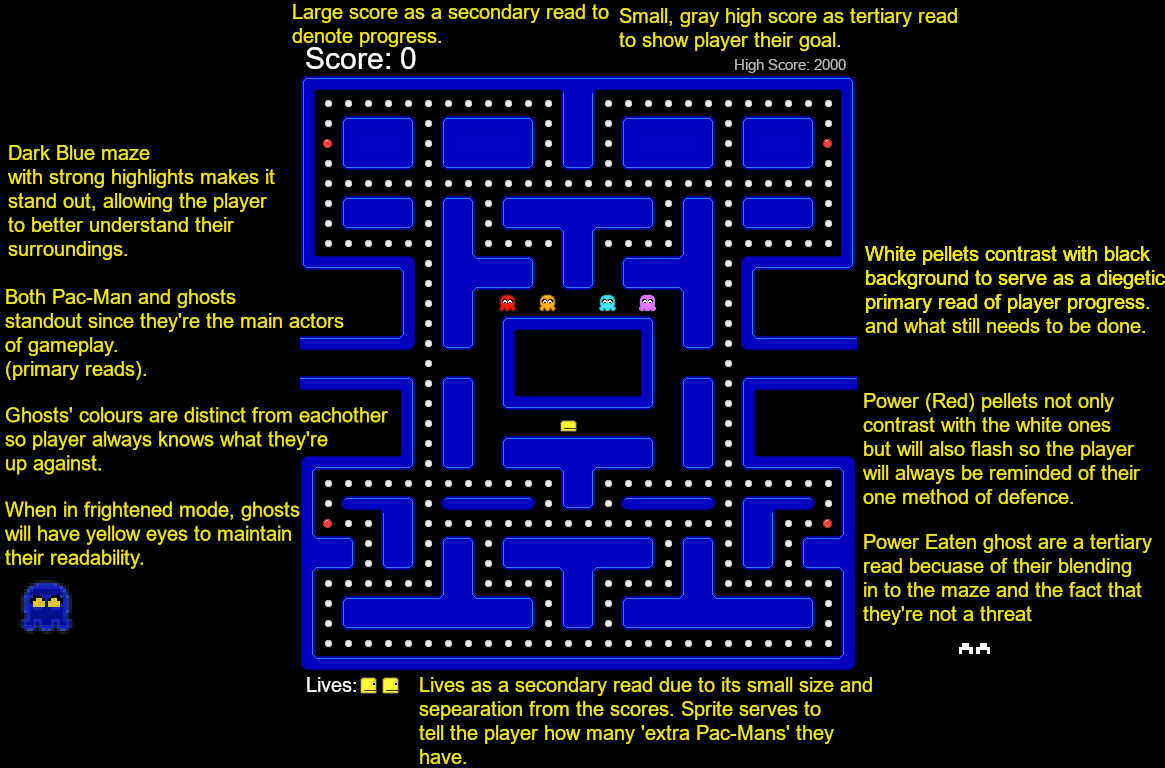 Large score as a secondary read to
denote progress.
Small, gray high score as tertiary read
to show player their goal.
Score: 0
High Score: 2000
Dark Blue maze
with strong highlights makes it
stand out, allowing the player
to better understand their
surroundings.
Both Pac-Man and ghosts
standout since they're the main actors
of gameplay.
(primary reads).
Ghosts' colours are distinct from eachother
so player always knows what they're
up against.
When in frightened mode, ghosts
will have yellow eyes to maintain
their readability.
White pellets contrast with black
background to serve as a diegetic
primary read of player progress.
and what still needs to be done.
Power (Red) pellets not only
contrast with the white ones
but will also flash so the player
will always be reminded of their
one method of defence.
Power Eaten ghost are a tertiary
read becuase of their blending
in to the maze and the fact that
they're not a threat
Lives:
Lives as a secondary read due to its small size and
sepearation from the scores. Sprite serves to
tell the player how many 'extra Pac-Mans' they
have.